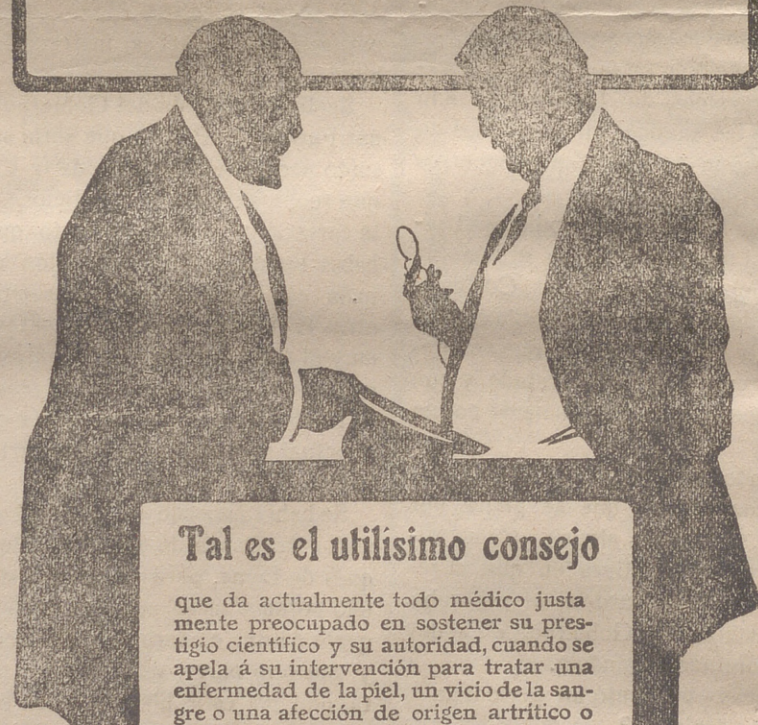 Tal es el utilísimo consejo
que da actualmente todo médico justa
mente preocupado en sostener su pres-
tigio científico y su autoridad, cuando se
apela á su intervención para tratar una
enfermedad de la piel, un vicio de la san-
gre o una afección de origen artrítico o